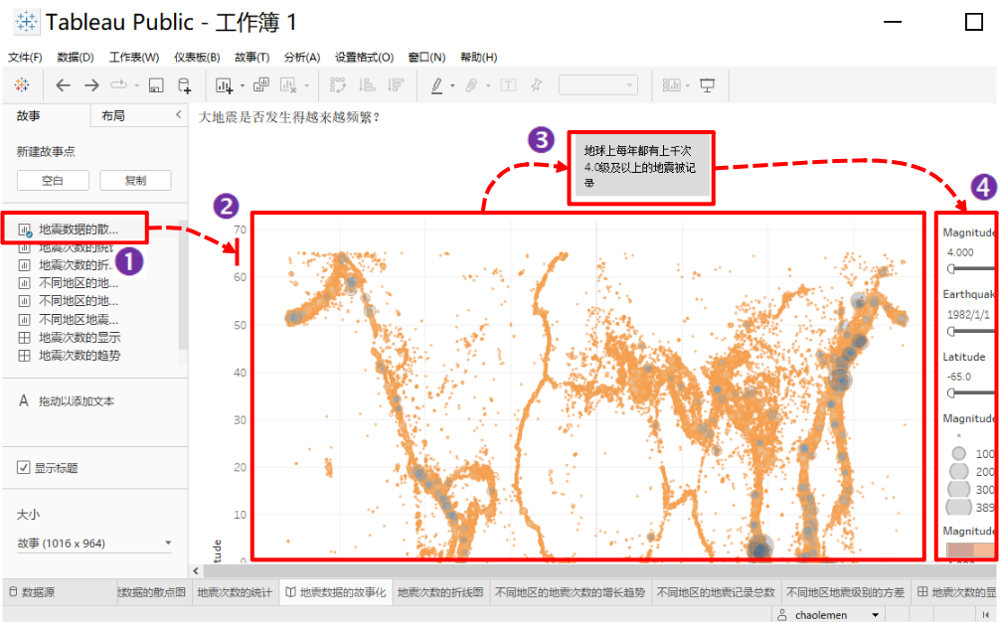 Tableau Public - 工作簿 1
文件(F) 数据(D) 工作表(W) 仪表板(B) 故事(T) 分析(A) 设置格式(O) 窗口(N) 帮助(H)
故事 布局
大地震是否发生得越来越频繁?
新建故事点
空白 复制
3
地球上每年都有上千次
4.0级及以上的地震被记
录
4
2
1
地震数据的散...
地震次数的统计
地震次数的折...
不同地区的地...
不同地区的地...
不同地区地震...
地震次数的显示
地震次数的趋势
A 拖动以添加文本
显示标题
大小
故事 (1016 x 964)
70
60
50
40
30
20
10
0
tude
Magnitude
4.000
Earthquak
1982/1/1
Latitude
-65.0
Magnitude
100
200
300
389
Magnitude
数据源 数据的散点图 地震次数的统计 地震数据的故事化 地震次数的折线图 不同地区的地震次数的增长趋势 不同地区的地震记录总数 不同地区地震级别的方差 地震次数的显
chaolemen